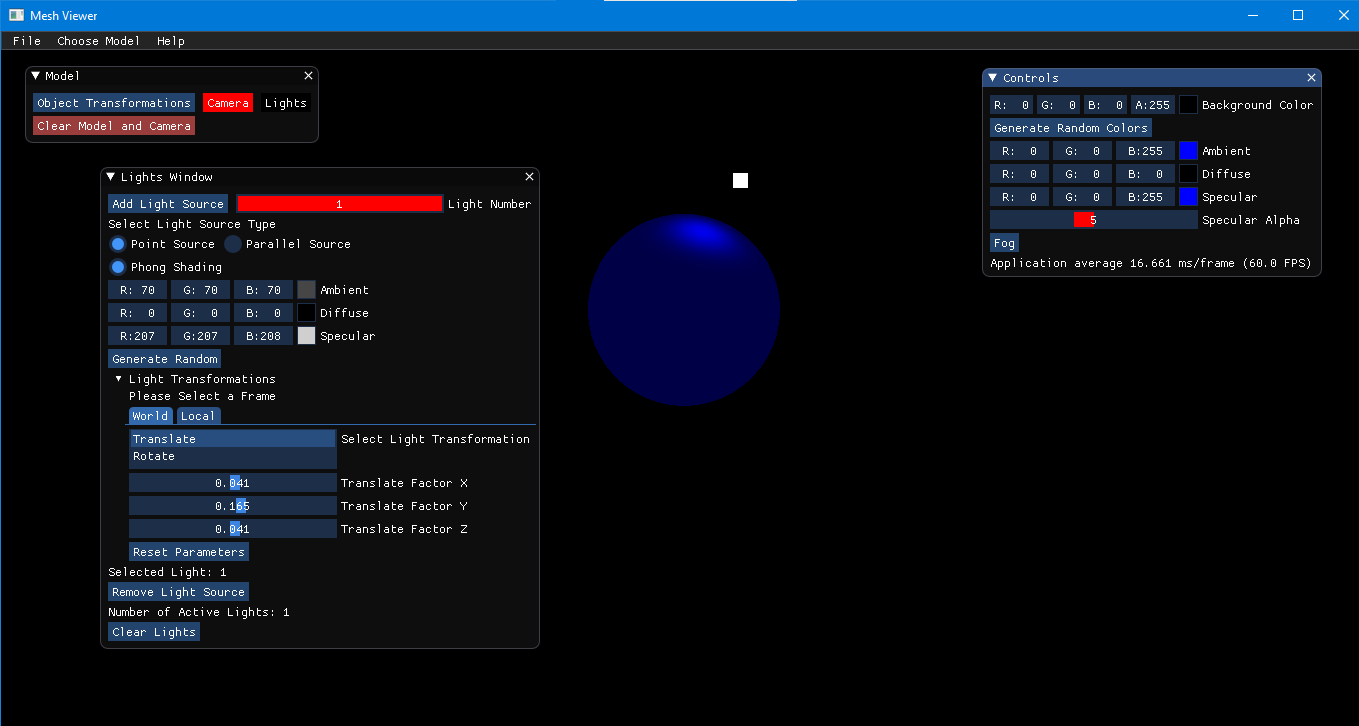 Mesh Viewer
File Choose Model Help
Model
Object Transformations Camera Lights
Clear Model and Camera
Lights Window
Add Light Source 1 Light Number
Select Light Source Type
Point Source Parallel Source
Phong Shading
R: 70 G: 70 B: 70 Ambient
R: 0 G: 0 B: 0 Diffuse
R:207 G:207 B:208 Specular
Generate Random
Light Transformations
Please Select a Frame
World Local
Translate Select Light Transformation
Rotate
0.041 Translate Factor X
0.165 Translate Factor Y
0.041 Translate Factor Z
Reset Parameters
Selected Light: 1
Remove Light Source
Number of Active Lights: 1
Clear Lights
Controls
R: 0 G: 0 B: 0 A:255 Background Color
Generate Random Colors
R: 0 G: 0 B:255 Ambient
R: 0 G: 0 B: 0 Diffuse
R: 0 G: 0 B:255 Specular
5 Specular Alpha
Fog
Application average 16.661 ms/frame (60.0 FPS)